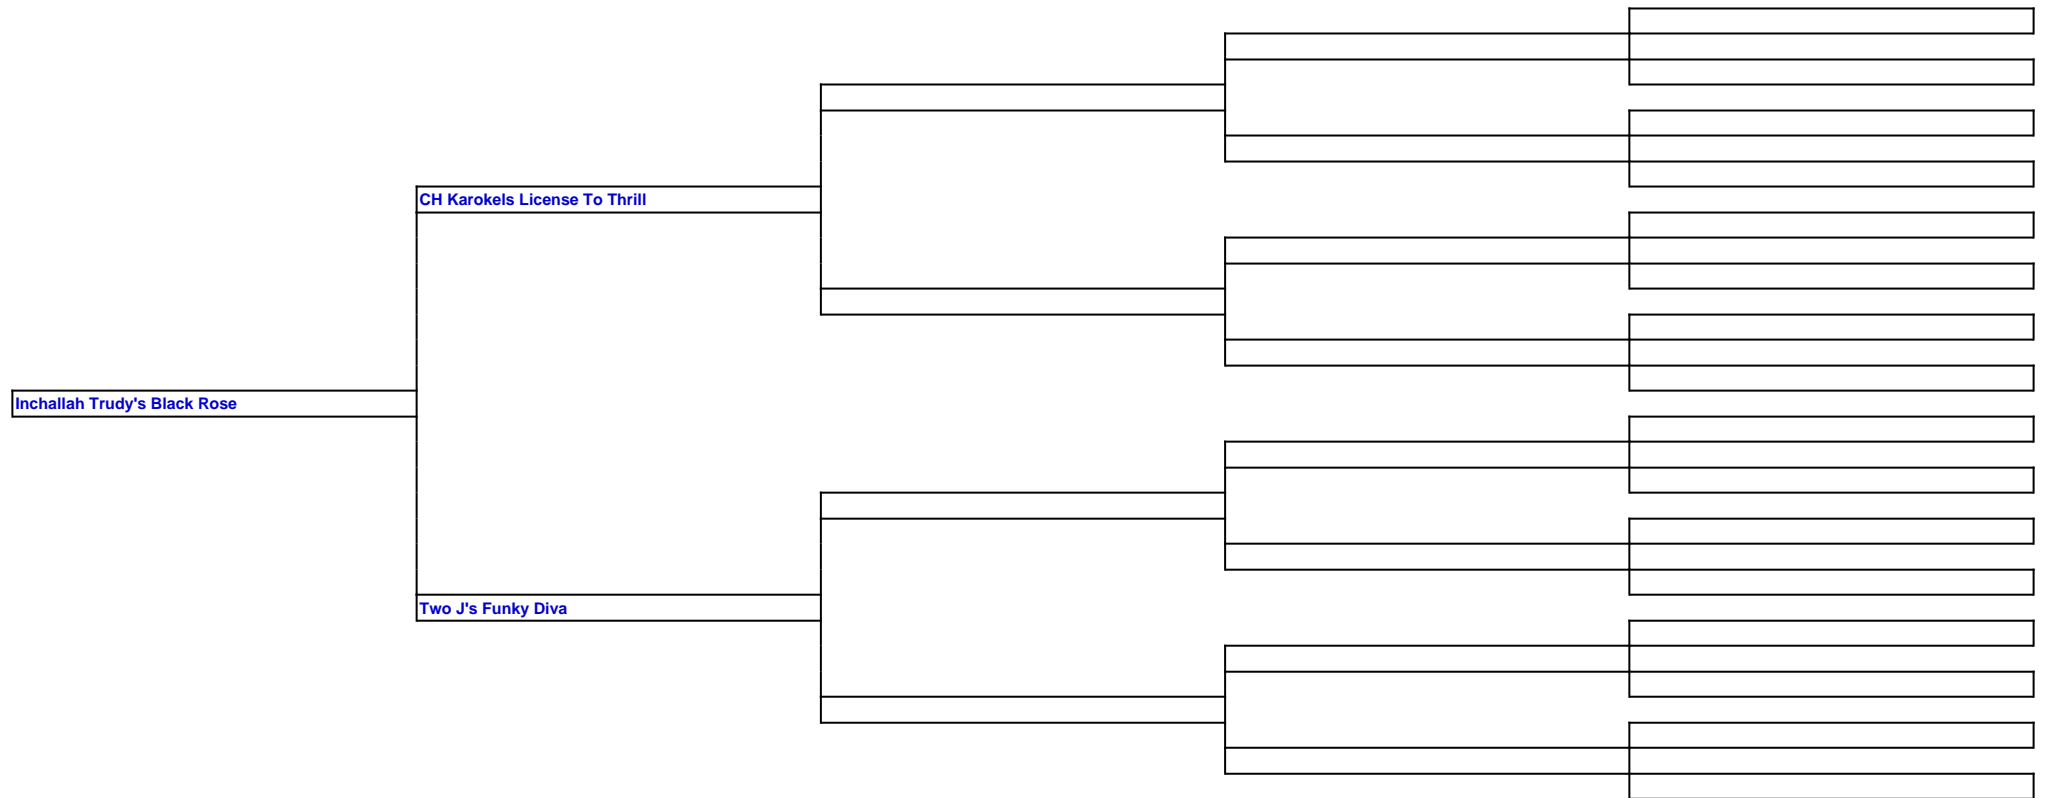 CH Karokels License To Thrill
Inchallah Trudy's Black Rose
Two J's Funky Diva